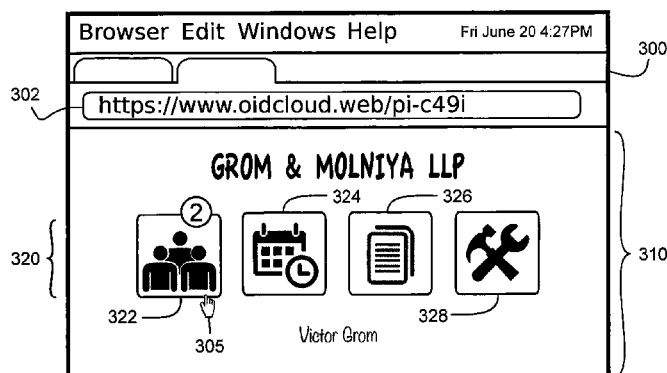 Browser Edit Windows Help Fri June 20 4:27PM
300
302
https://www.oidcloud.web/pi-c49i
GROM & MOLNIYA LLP
324 326
2
320 310
322 328
305
Victor Grom